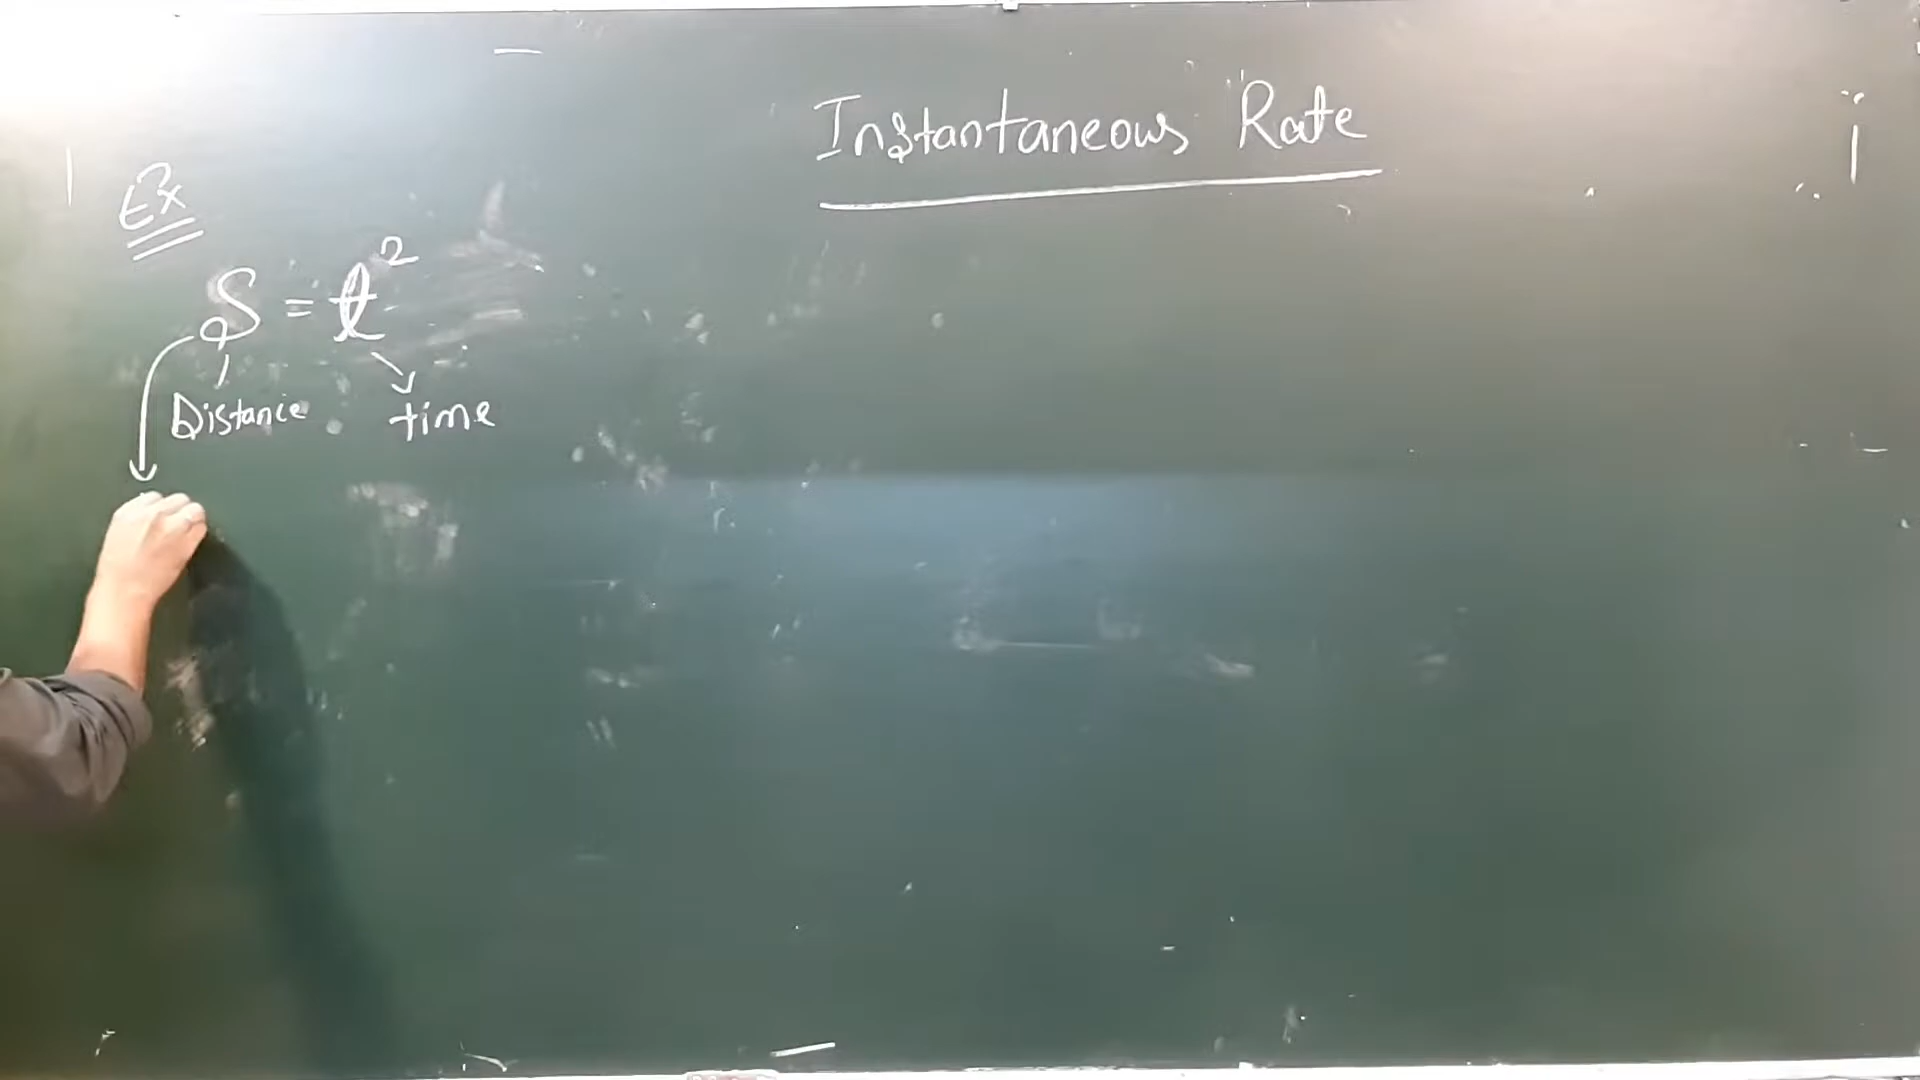 Instantaneous Rate
Ex
S = t²
Distance
time